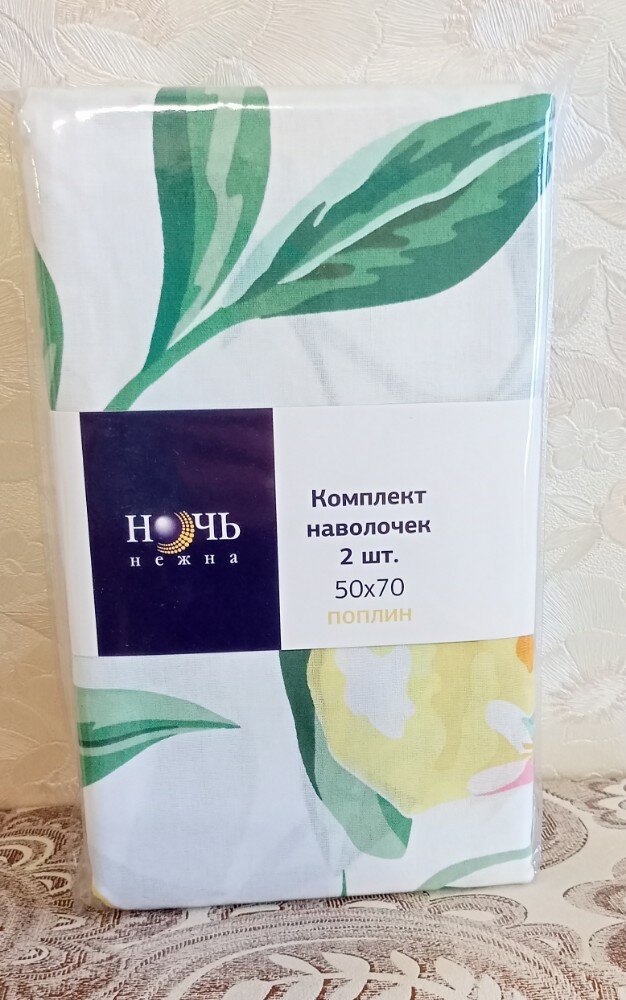 НОЧЬ
нежна
Комплект
наволочек
2 шт.
50х70
ПОПЛИН